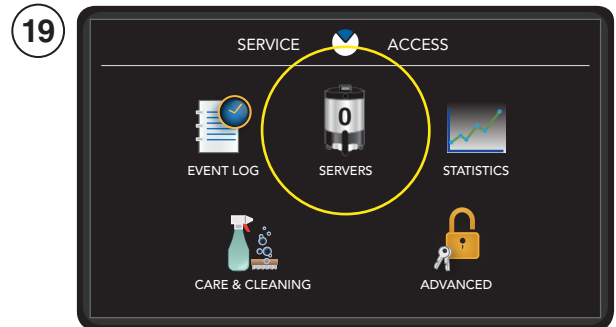 19
SERVICE ACCESS
0
EVENT LOG SERVERS STATISTICS
CARE & CLEANING ADVANCED